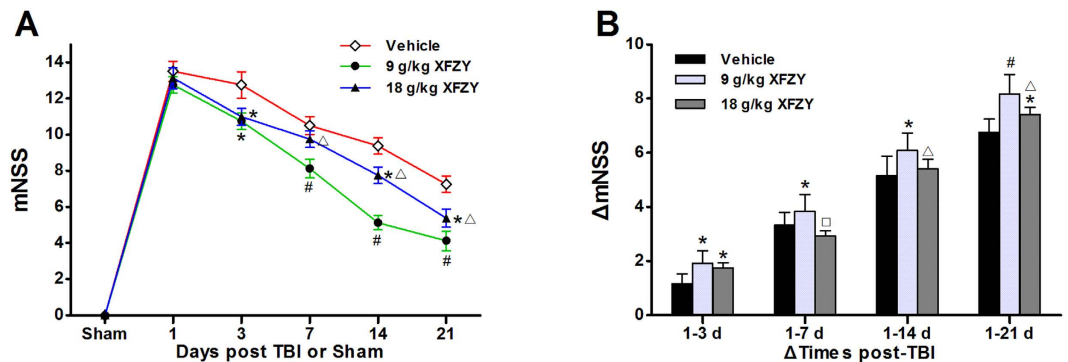 A
mNSS
14
12
10
8
6
4
2
0
Vehicle
9 g/kg XFZY
18 g/kg XFZY
*
*
△
#
*△
#
*△
#
Sham 1 3 7 14 21
Days post TBI or Sham
B
ΔmNSS
10
8
6
4
2
0
Vehicle
9 g/kg XFZY
18 g/kg XFZY
* *
* □
* △
# △
*
1-3 d 1-7 d 1-14 d 1-21 d
ΔTimes post-TBI